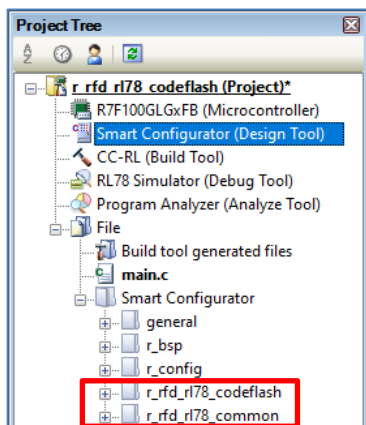 Project Tree
r_rfd_rl78_codeflash (Project)*
R7F100GLGxFB (Microcontroller)
Smart Configurator (Design Tool)
CC-RL (Build Tool)
RL78 Simulator (Debug Tool)
Program Analyzer (Analyze Tool)
File
Build tool generated files
main.c
Smart Configurator
general
r_bsp
r_config
r_rfd_rl78_codeflash
r_rfd_rl78_common